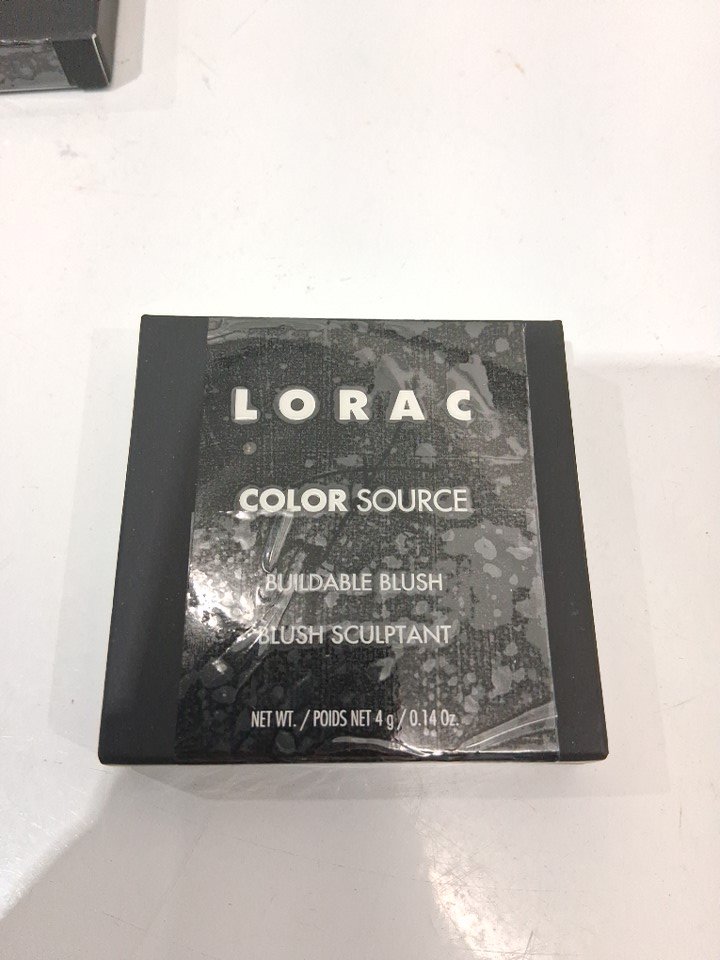 LORAC
COLOR SOURCE
BUILDABLE BLUSH
BLUSH SCULPTANT
NET WT. / POIDS NET 4 g / 0.14 Oz.